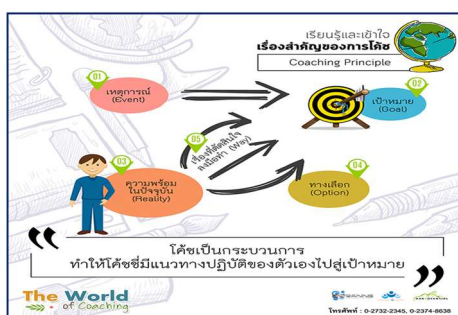 เรียนรู้และเข้าใจ
เรื่องสำคัญของการโค้ช
Coaching Principle
01
เหตุการณ์
(Event)
02
เป้าหมาย
(Goal)
05
เรื่องที่ตัดสินใจ
ลงมือทำ (Way)
03
ความพร้อม
ในปัจจุบัน
(Reality)
04
ทางเลือก
(Option)
โค้ชเป็นกระบวนการ
ทำให้โค้ชชี่มีแนวทางปฏิบัติของตัวเองไปสู่เป้าหมาย
The World
of Coaching
โทรศัพท์ : 0-2732-2345, 0-2374-8638